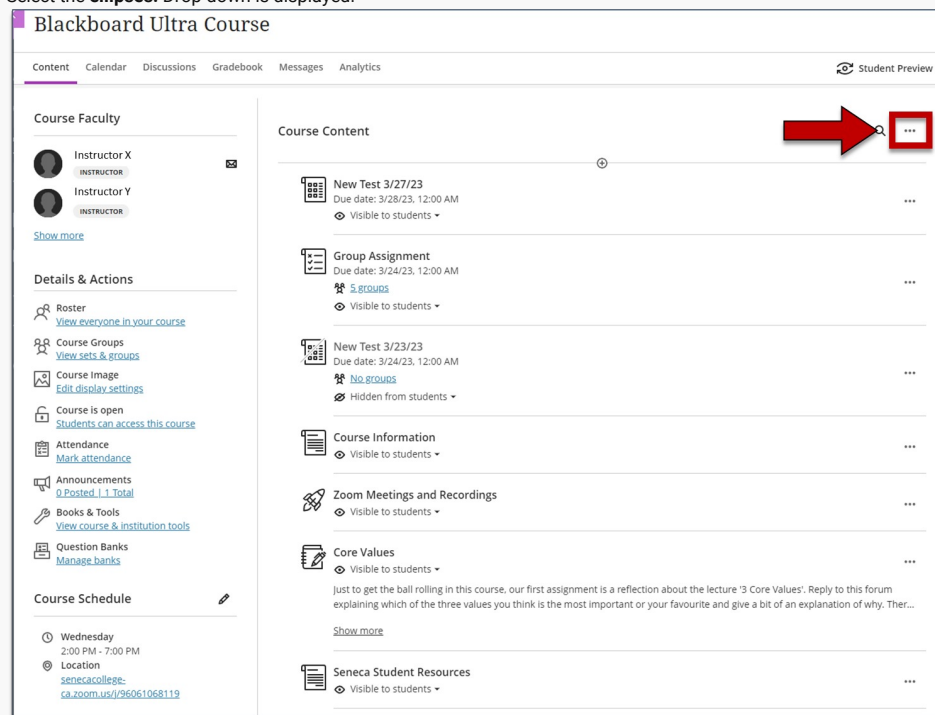 Select the ellipses. Drop down is displayed.
Blackboard Ultra Course
Content Calendar Discussions Gradebook Messages Analytics
Student Preview
Course Faculty
Instructor X
INSTRUCTOR
Instructor Y
INSTRUCTOR
Show more
Details & Actions
Roster
View everyone in your course
Course Groups
View sets & groups
Course Image
Edit display settings
Course is open
Students can access this course
Attendance
Mark attendance
Announcements
0 Posted | 1 Total
Books & Tools
View course & institution tools
Question Banks
Manage banks
Course Schedule
Wednesday
2:00 PM - 7:00 PM
Location
senecacollege-
ca.zoom.us/j/96061068119
Course Content
New Test 3/27/23
Due date: 3/28/23, 12:00 AM
Visible to students
Group Assignment
Due date: 3/24/23, 12:00 AM
5 groups
Visible to students
New Test 3/23/23
Due date: 3/24/23, 12:00 AM
No groups
Hidden from students
Course Information
Visible to students
Zoom Meetings and Recordings
Visible to students
Core Values
Visible to students
Just to get the ball rolling in this course, our first assignment is a reflection about the lecture '3 Core Values'. Reply to this forum
explaining which of the three values you think is the most important or your favourite and give a bit of an explanation of why. Ther...
Show more
Seneca Student Resources
Visible to students